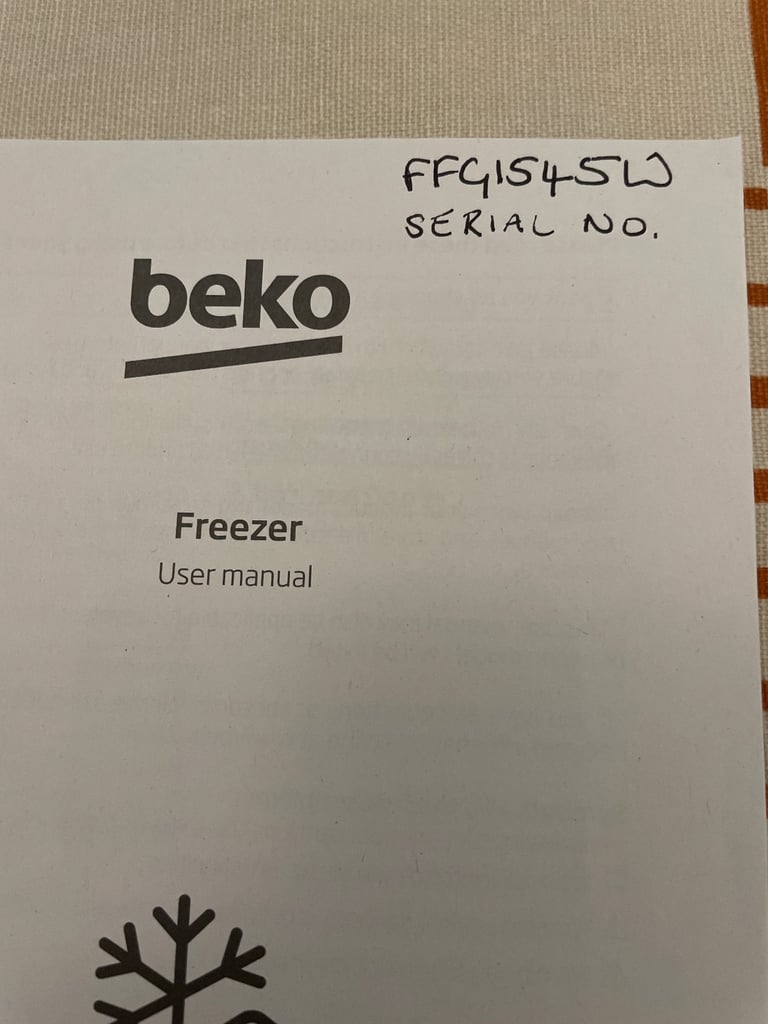 FFG1545W
SERIAL NO.
beko
Freezer
User manual